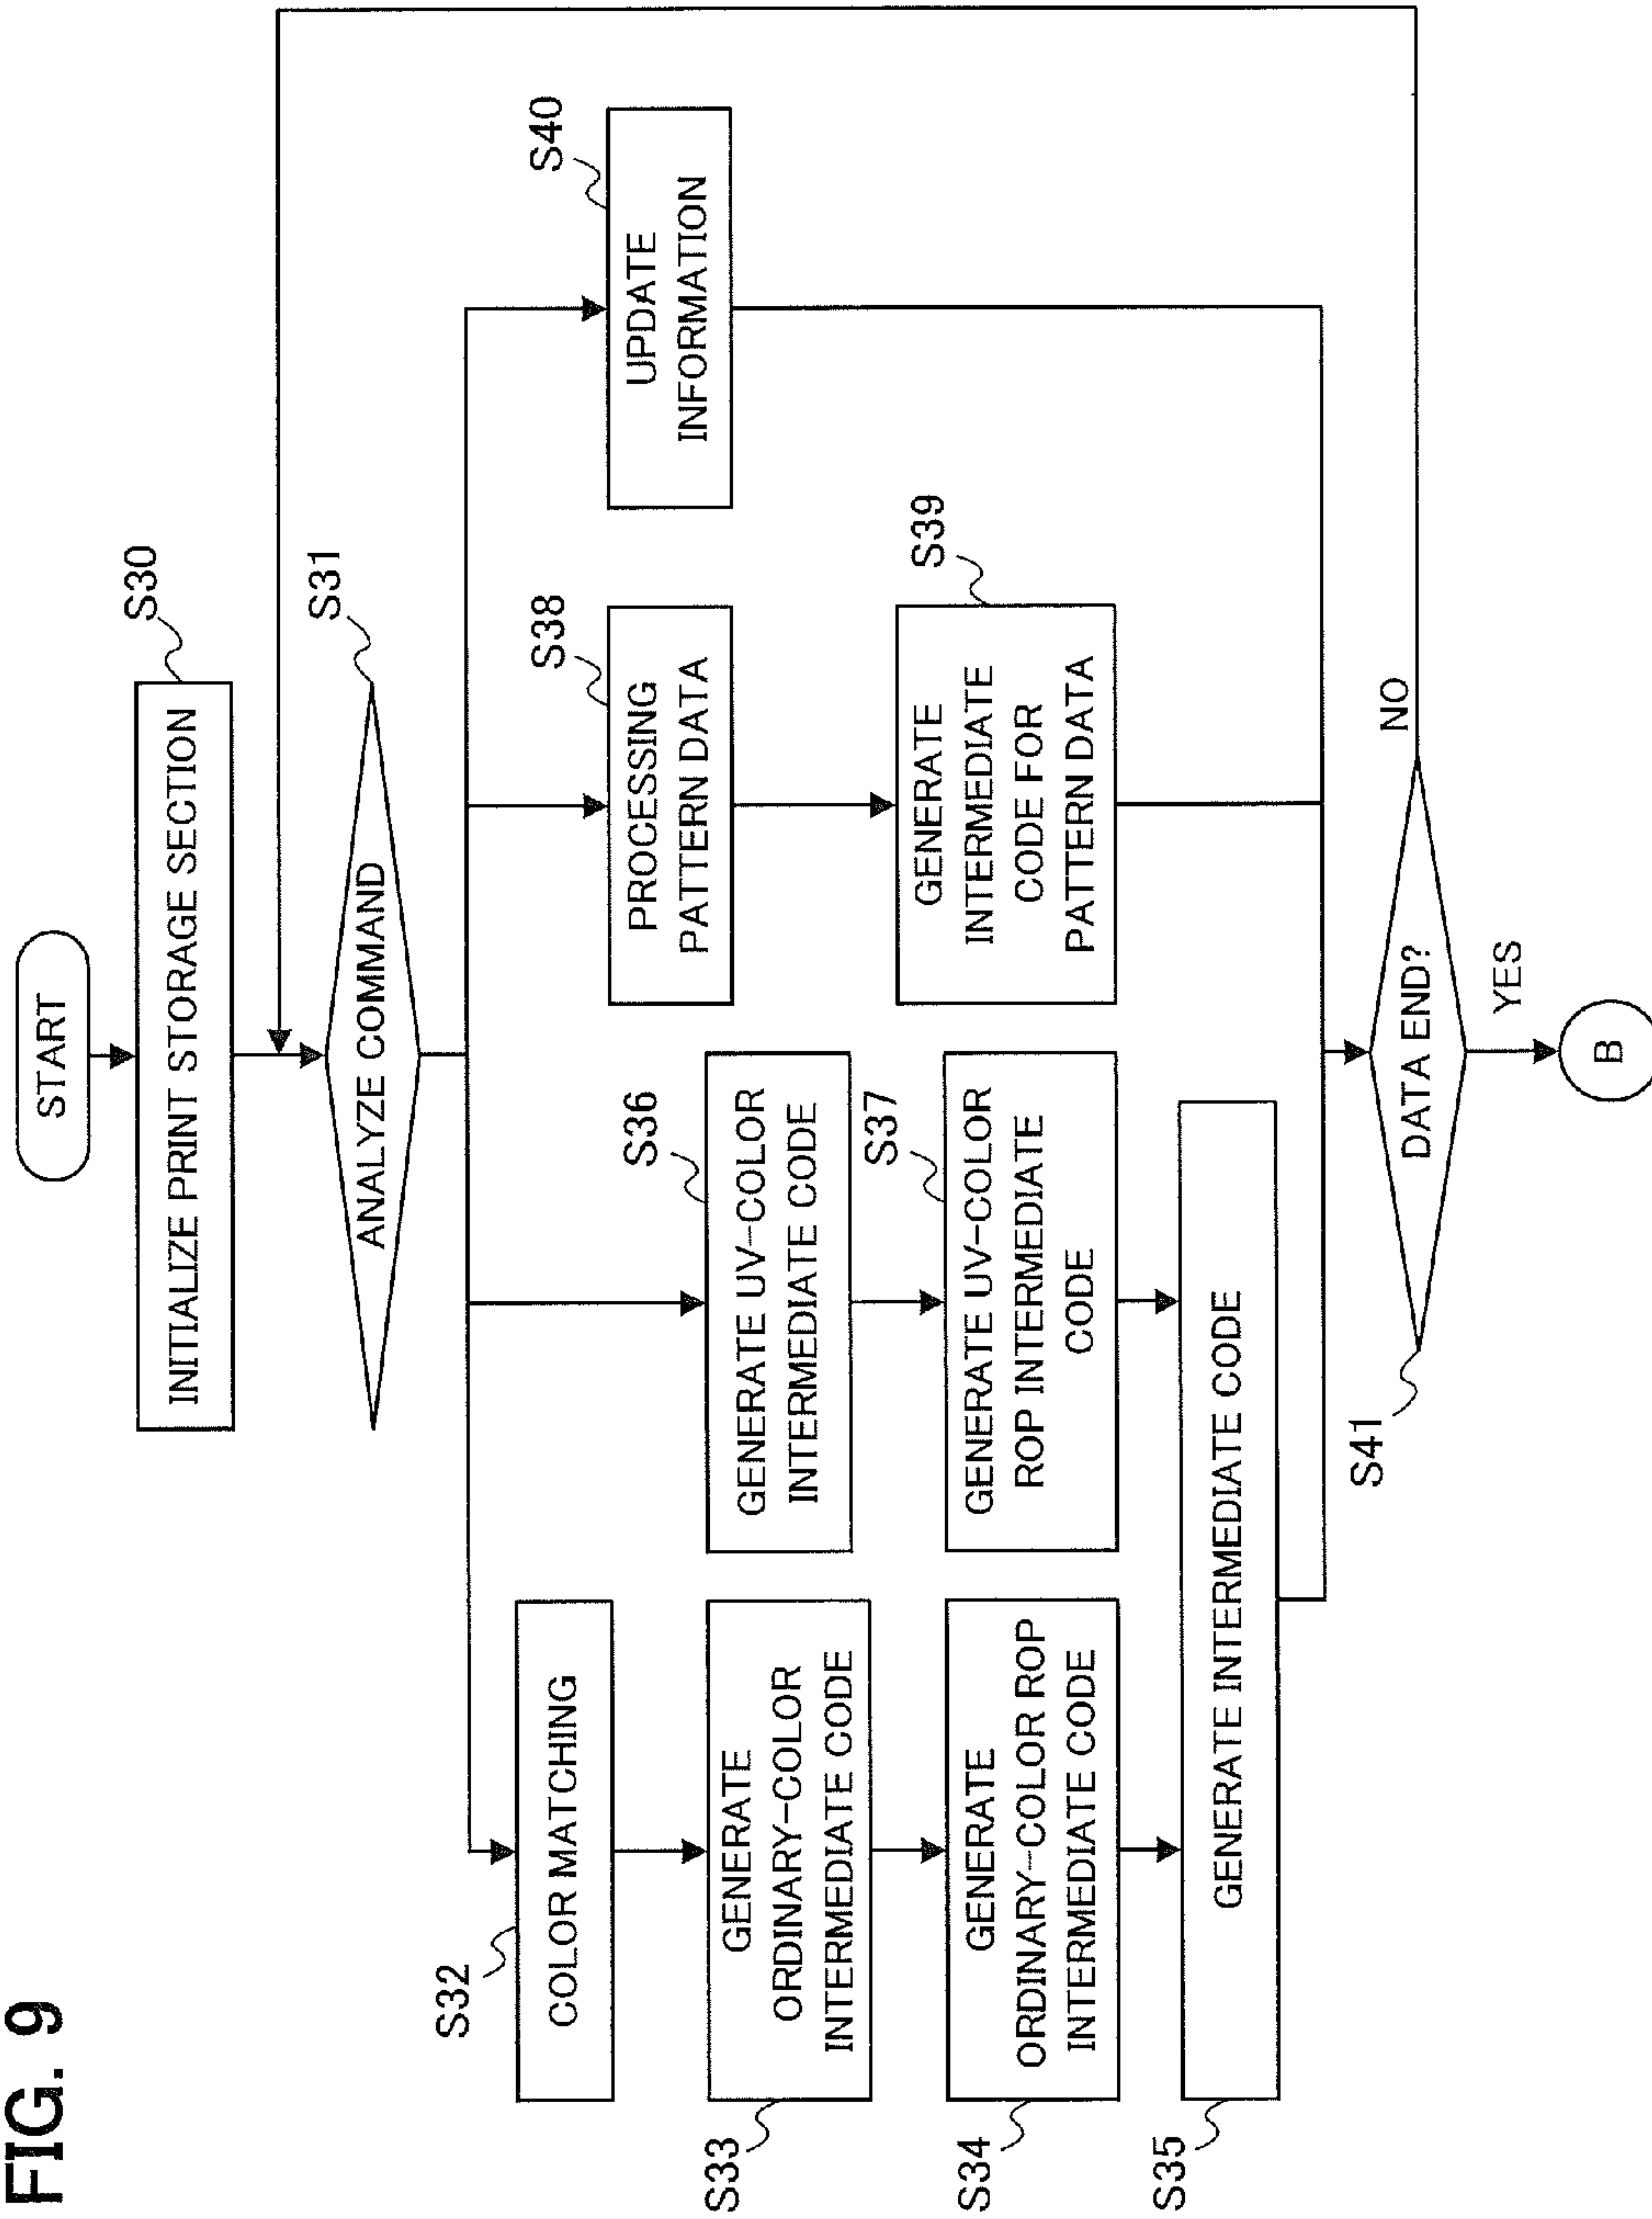 FIG. 9
START
S30
INITIALIZE PRINT STORAGE SECTION
S31
ANALYZE COMMAND
S32
COLOR MATCHING
S33
GENERATE
ORDINARY-COLOR
INTERMEDIATE CODE
S34
GENERATE
ORDINARY-COLOR ROP
INTERMEDIATE CODE
S35
GENERATE INTERMEDIATE CODE
S36
GENERATE UV-COLOR
INTERMEDIATE CODE
S37
GENERATE UV-COLOR
ROP INTERMEDIATE
CODE
S38
PROCESSING
PATTERN DATA
S39
GENERATE
INTERMEDIATE
CODE FOR
PATTERN DATA
S40
UPDATE
INFORMATION
S41
DATA END?
NO
YES
B